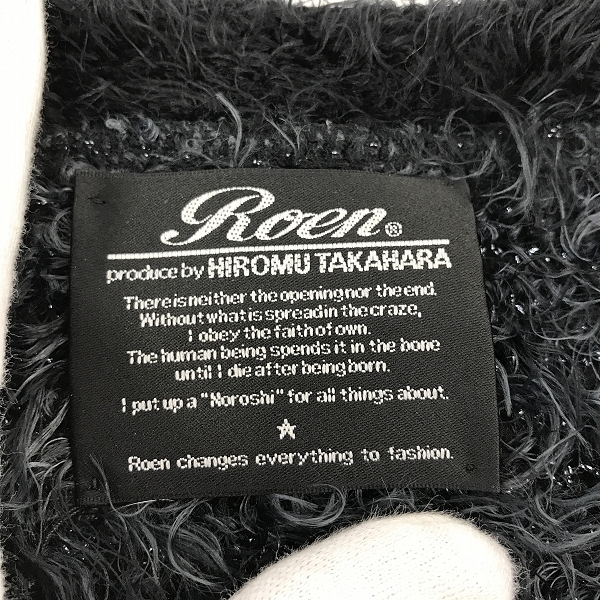 Roen®
produce by HIROMU TAKAHARA
There is neither the opening nor the end.
Without what is spread in the craze,
I obey the faith of own.
The human being spends it in the bone
until I die after being born.
I put up a "Noroshi" for all things about.
Roen changes everything to fashion.